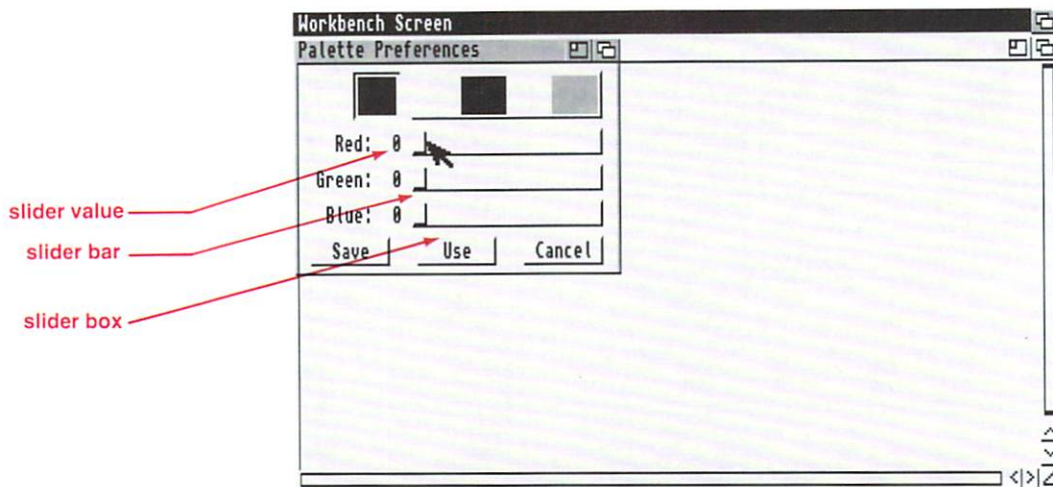 Workbench Screen
Palette Preferences
Red: 0
Green: 0
Blue: 0
Save Use Cancel
slider value
slider bar
slider box